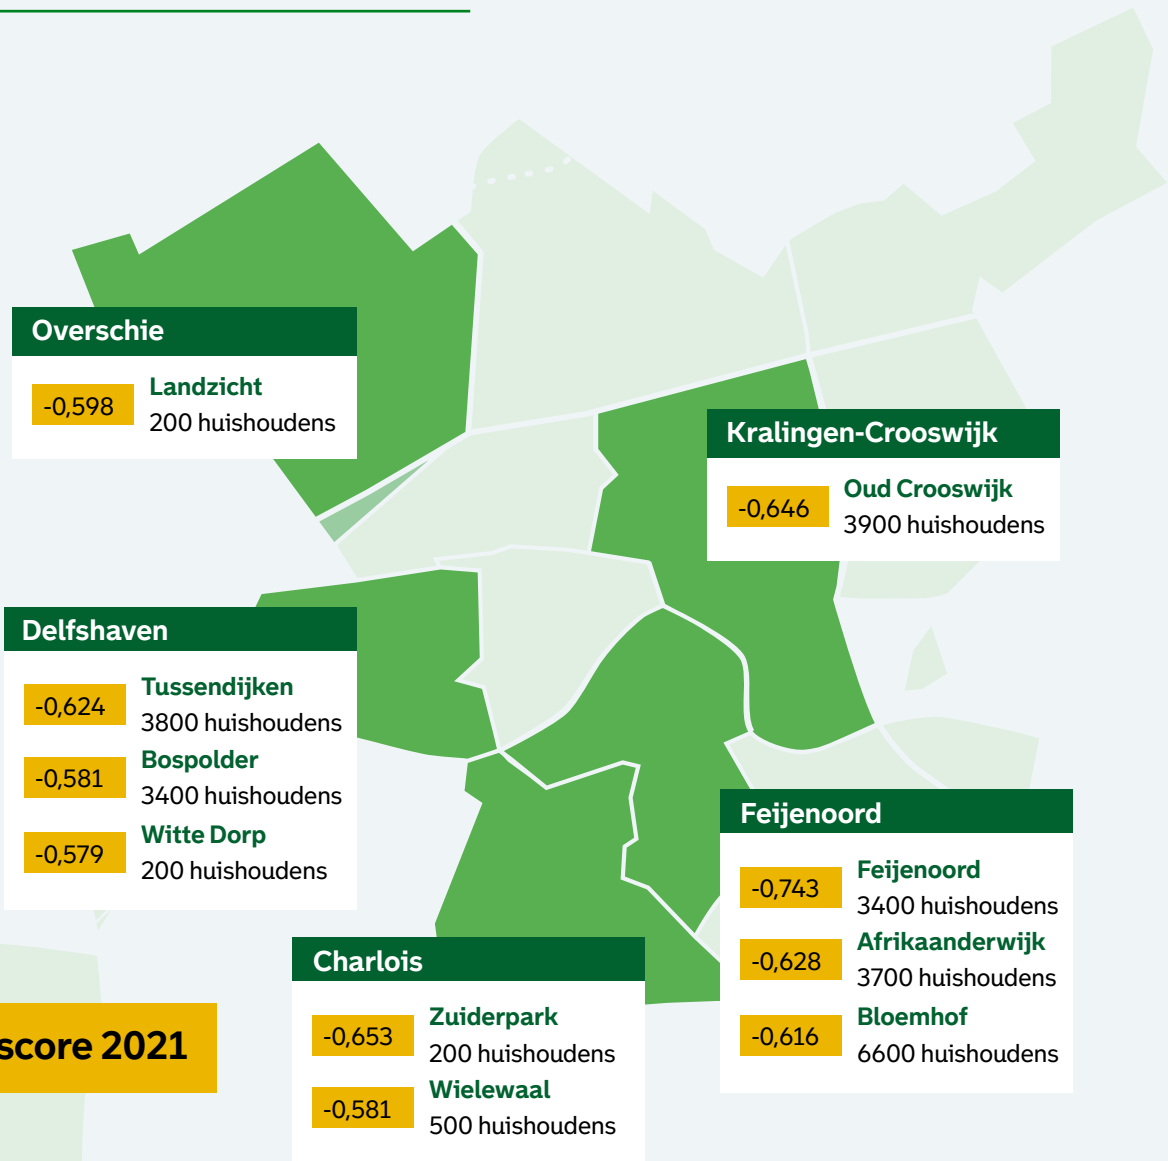 Overschie
-0,598
Landzicht
200 huishoudens
Kralingen-Crooswijk
-0,646
Oud Crooswijk
3900 huishoudens
Delfshaven
-0,624
Tussendijken
3800 huishoudens
-0,581
Bospolder
3400 huishoudens
-0,579
Witte Dorp
200 huishoudens
Feijenoord
-0,743
Feijenoord
3400 huishoudens
-0,628
Afrikaanderwijk
3700 huishoudens
-0,616
Bloemhof
6600 huishoudens
Charlois
-0,653
Zuiderpark
200 huishoudens
-0,581
Wielewaal
500 huishoudens
score 2021